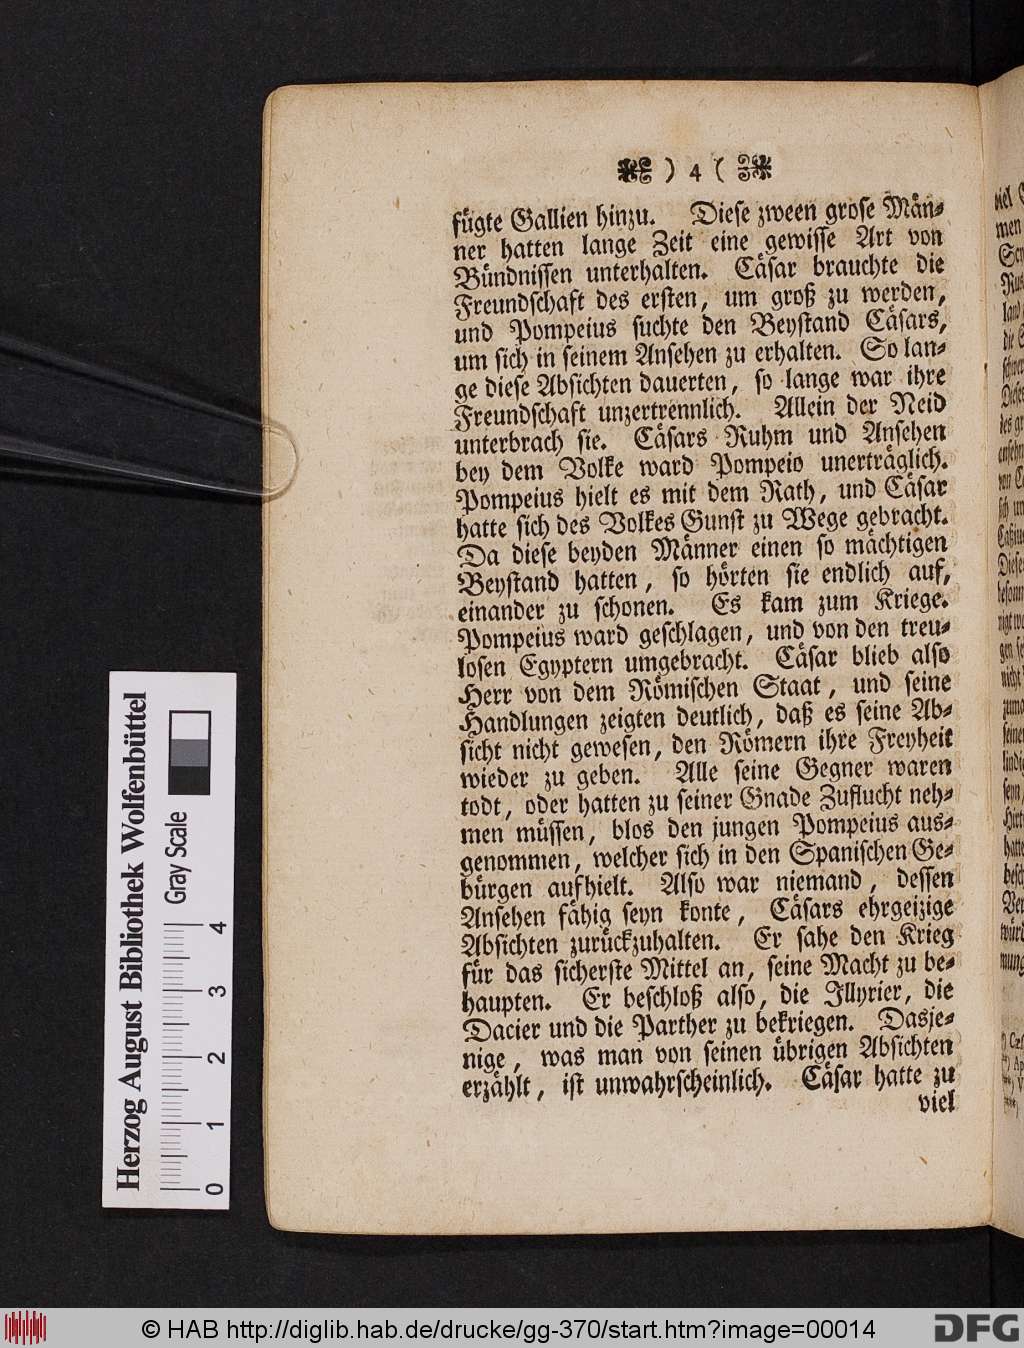 ) 4 (
fügte Gallien hinzu. Diese zween grose Män-
ner hatten lange Zeit eine gewisse Art von
Bündnissen unterhalten. Cäsar brauchte die
Freundschaft des ersten, um groß zu werden,
und Pompeius suchte den Beystand Cäsars,
um sich in seinem Ansehen zu erhalten. So lan-
ge diese Absichten dauerten, so lange war ihre
Freundschaft unzertrennlich. Allein der Neid
unterbrach sie. Cäsars Ruhm und Ansehen
bey dem Volke ward Pompeio unerträglich.
Pompeius hielt es mit dem Rath, und Cäsar
hatte sich des Volkes Gunst zu Wege gebracht.
Da diese beyden Männer einen so mächtigen
Beystand hatten, so hörten sie endlich auf,
einander zu schonen. Es kam zum Kriege.
Pompeius ward geschlagen, und von den treu-
losen Egyptern umgebracht. Cäsar blieb also
Herr von dem Römischen Staat, und seine
Handlungen zeigten deutlich, daß es seine Ab-
sicht nicht gewesen, den Römern ihre Freyheit
wieder zu geben. Alle seine Gegner waren
todt, oder hatten zu seiner Gnade Zuflucht neh-
men müssen, blos den jungen Pompeius aus-
genommen, welcher sich in den Spanischen Ge-
bürgen aufhielt. Also war niemand, dessen
Ansehen fähig seyn konte, Cäsars ehrgeizige
Absichten zurückzuhalten. Er sahe den Krieg
für das sicherste Mittel an, seine Macht zu be-
haupten. Er beschloß also, die Illyrier, die
Dacier und die Parther zu bekriegen. Dasje-
nige, was man von seinen übrigen Absichten
erzählt, ist unwahrscheinlich. Cäsar hatte zu
viel
Herzog August Bibliothek Wolfenbüttel
Gray Scale
0 1 2 3 4
© HAB http://diglib.hab.de/drucke/gg-370/start.htm?image=00014
DFG